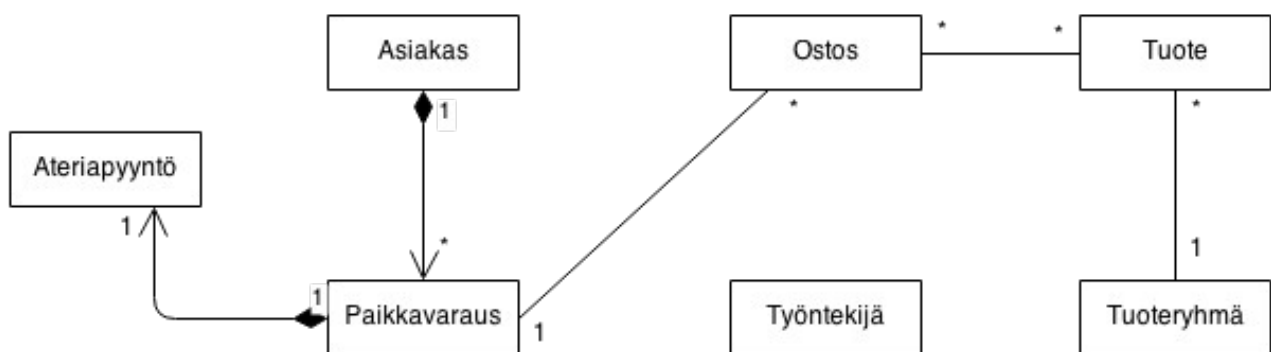 Asiakas
Ostos
* *
Tuote
1
*
*
Ateriapyyntö
1
*
1
1
Paikkavaraus
1
Työntekijä
Tuoteryhmä